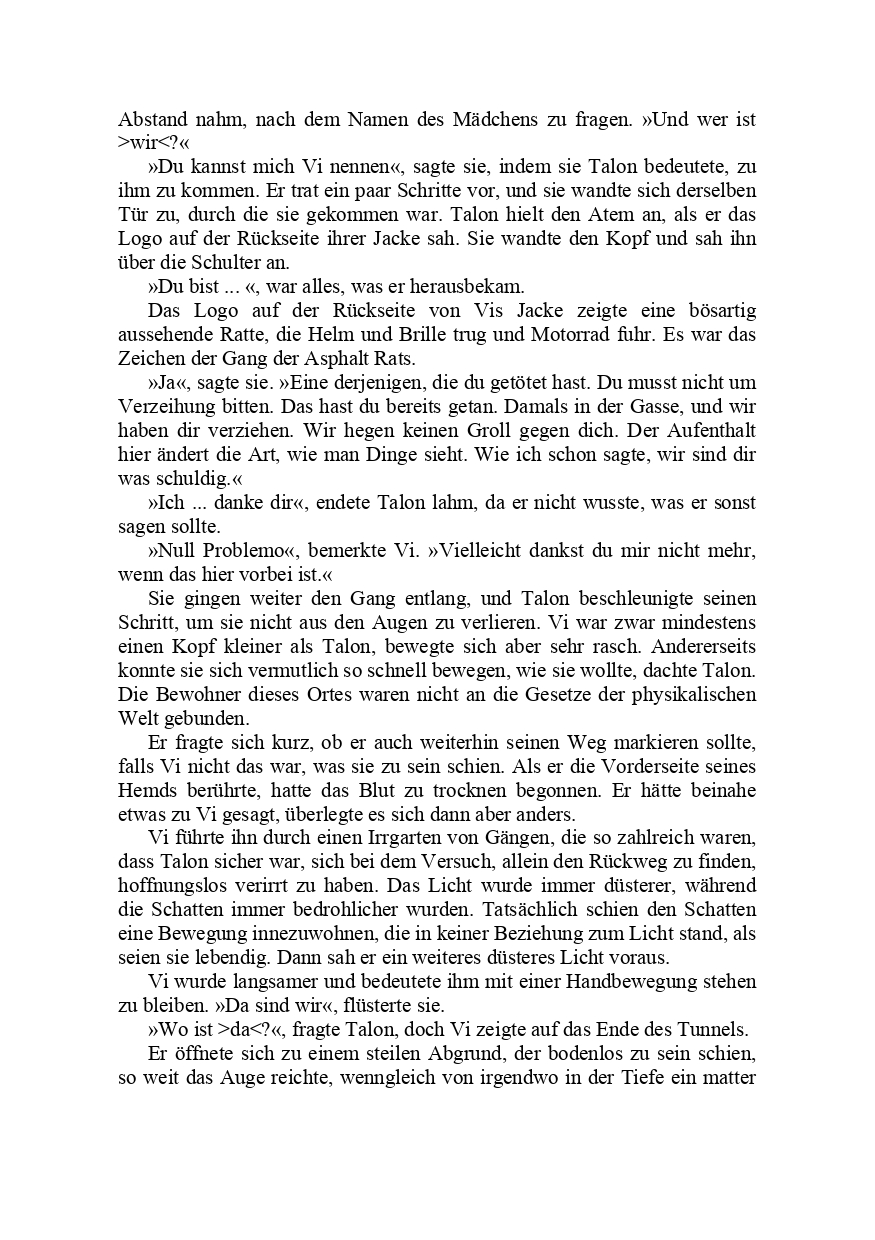 Abstand nahm, nach dem Namen des Mädchens zu fragen. »Und wer ist
>wir<?«
»Du kannst mich Vi nennen«, sagte sie, indem sie Talon bedeutete, zu
ihm zu kommen. Er trat ein paar Schritte vor, und sie wandte sich derselben
Tür zu, durch die sie gekommen war. Talon hielt den Atem an, als er das
Logo auf der Rückseite ihrer Jacke sah. Sie wandte den Kopf und sah ihn
über die Schulter an.
»Du bist ... «, war alles, was er herausbekam.
Das Logo auf der Rückseite von Vis Jacke zeigte eine bösartig
aussehende Ratte, die Helm und Brille trug und Motorrad fuhr. Es war das
Zeichen der Gang der Asphalt Rats.
»Ja«, sagte sie. »Eine derjenigen, die du getötet hast. Du musst nicht um
Verzeihung bitten. Das hast du bereits getan. Damals in der Gasse, und wir
haben dir verziehen. Wir hegen keinen Groll gegen dich. Der Aufenthalt
hier ändert die Art, wie man Dinge sieht. Wie ich schon sagte, wir sind dir
was schuldig.«
»Ich ... danke dir«, endete Talon lahm, da er nicht wusste, was er sonst
sagen sollte.
»Null Problemo«, bemerkte Vi. »Vielleicht dankst du mir nicht mehr,
wenn das hier vorbei ist.«
Sie gingen weiter den Gang entlang, und Talon beschleunigte seinen
Schritt, um sie nicht aus den Augen zu verlieren. Vi war zwar mindestens
einen Kopf kleiner als Talon, bewegte sich aber sehr rasch. Andererseits
konnte sie sich vermutlich so schnell bewegen, wie sie wollte, dachte Talon.
Die Bewohner dieses Ortes waren nicht an die Gesetze der physikalischen
Welt gebunden.
Er fragte sich kurz, ob er auch weiterhin seinen Weg markieren sollte,
falls Vi nicht das war, was sie zu sein schien. Als er die Vorderseite seines
Hemds berührte, hatte das Blut zu trocknen begonnen. Er hätte beinahe
etwas zu Vi gesagt, überlegte es sich dann aber anders.
Vi führte ihn durch einen Irrgarten von Gängen, die so zahlreich waren,
dass Talon sicher war, sich bei dem Versuch, allein den Rückweg zu finden,
hoffnungslos verirrt zu haben. Das Licht wurde immer düsterer, während
die Schatten immer bedrohlicher wurden. Tatsächlich schien den Schatten
eine Bewegung innezuwohnen, die in keiner Beziehung zum Licht stand, als
seien sie lebendig. Dann sah er ein weiteres düsteres Licht voraus.
Vi wurde langsamer und bedeutete ihm mit einer Handbewegung stehen
zu bleiben. »Da sind wir«, flüsterte sie.
»Wo ist >da<?«, fragte Talon, doch Vi zeigte auf das Ende des Tunnels.
Er öffnete sich zu einem steilen Abgrund, der bodenlos zu sein schien,
so weit das Auge reichte, wenngleich von irgendwo in der Tiefe ein matter